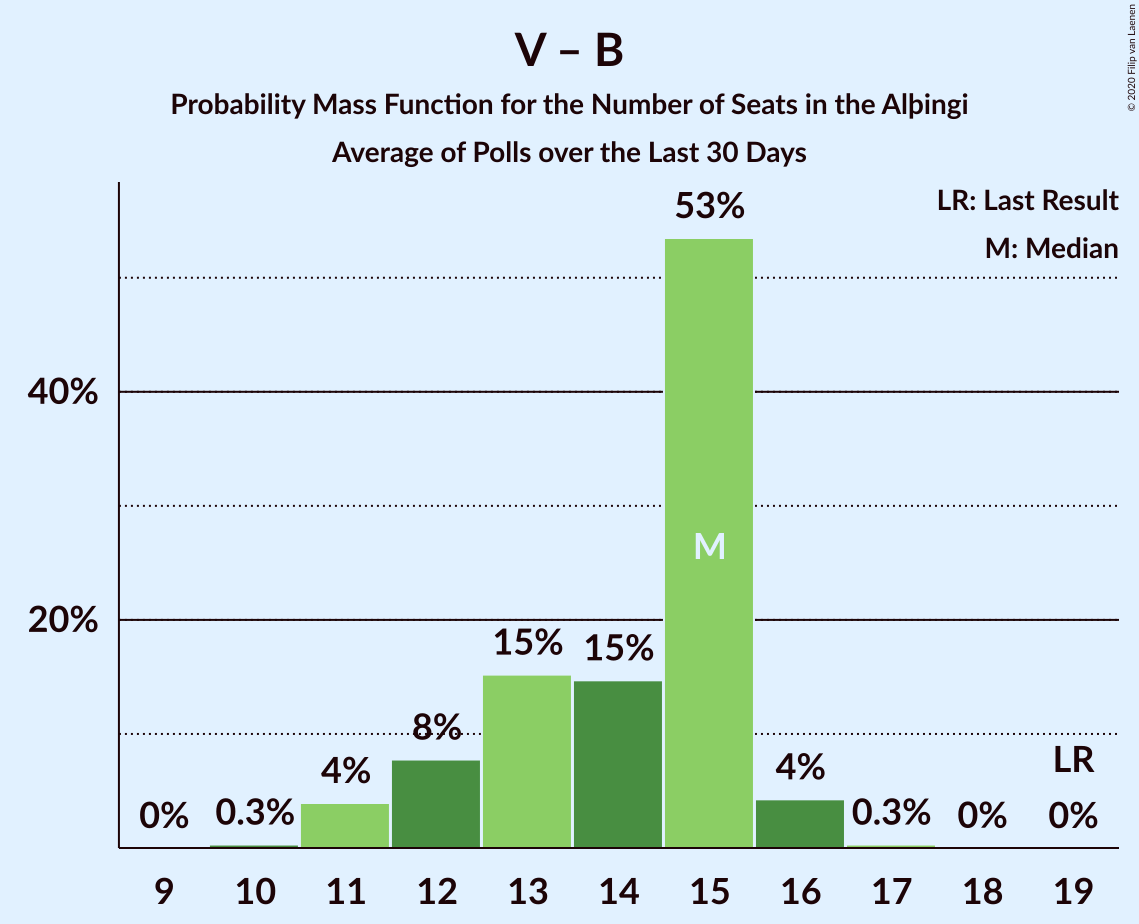 V – B
Probability Mass Function for the Number of Seats in the Alþingi
Average of Polls over the Last 30 Days
© 2020 Filip van Laenen
LR: Last Result
M: Median
53%
40%
M
20%
15%
15%
8%
4%
4%
LR
0%
0.3%
0.3%
0%
0%
9 10 11 12 13 14 15 16 17 18 19